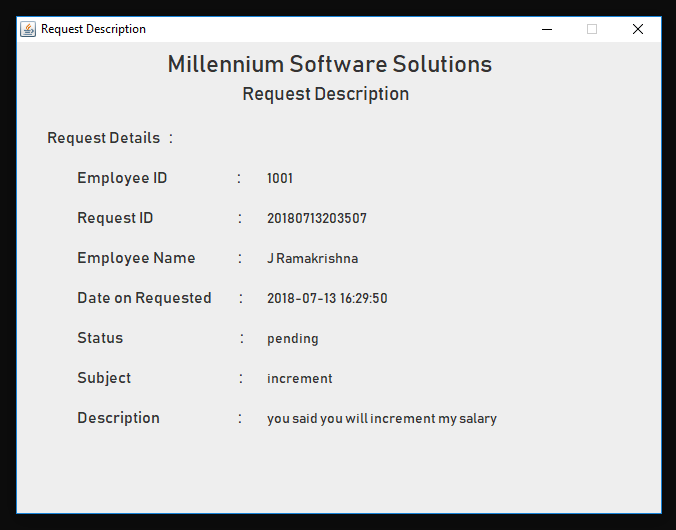 Request Description
Millennium Software Solutions
Request Description
Request Details :
Employee ID : 1001
Request ID : 20180713203507
Employee Name : J Ramakrishna
Date on Requested : 2018-07-13 16:29:50
Status : pending
Subject : increment
Description : you said you will increment my salary